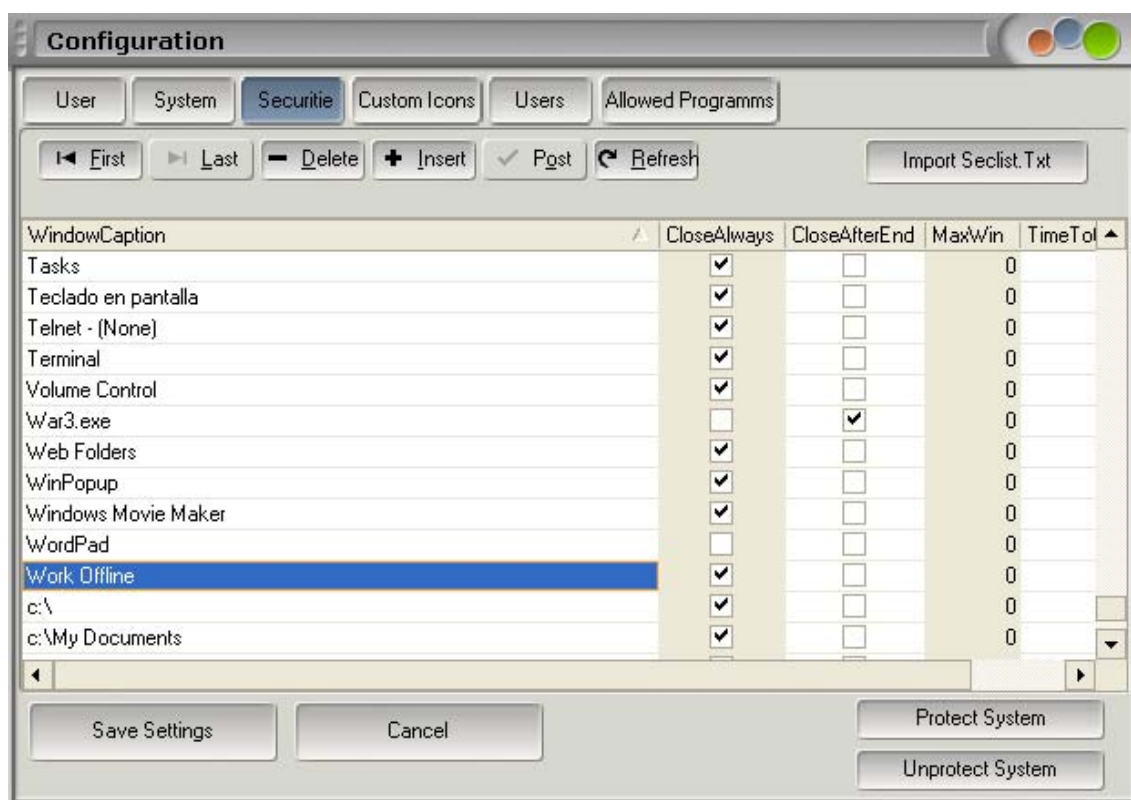 Configuration
User System Securitie Custom Icons Users Allowed Programms
First Last Delete Insert Post Refresh Import Seclist.Txt
WindowCaption CloseAlways CloseAfterEnd MaxWin
Tasks 0
Teclado en pantalla 0
Telnet - (None) 0
Terminal 0
Volume Control 0
War3.exe 0
Web Folders 0
WinPopup 0
Windows Movie Maker 0
WordPad 0
Work Offline 0
c:\ 0
c:\My Documents 0
Save Settings Cancel Protect System
Unprotect System